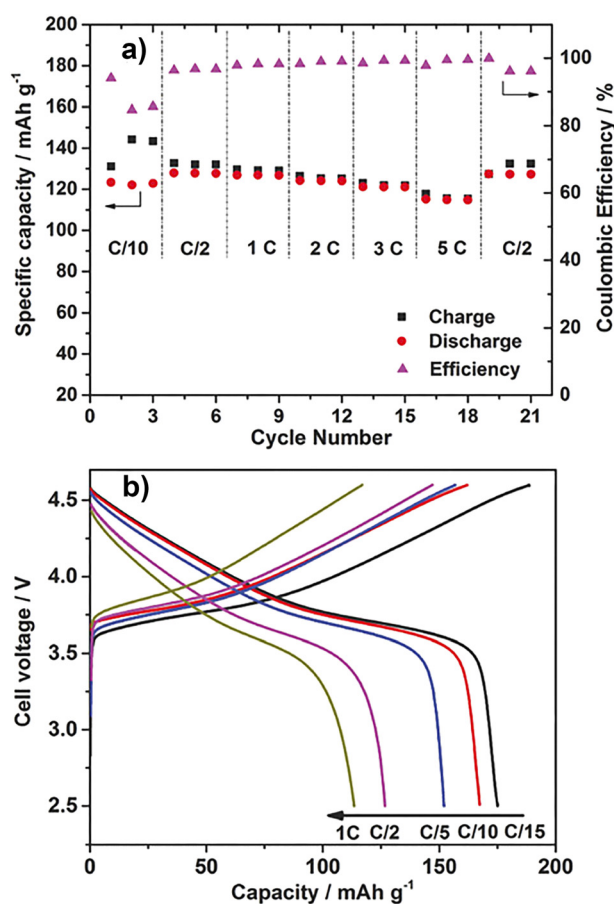 a)
Specific capacity / mAh g⁻¹
200
180
160
140
120
100
80
60
40
20
C/10 C/2 1 C 2 C 3 C 5 C C/2
Charge
Discharge
Efficiency
100
80
60
40
20
0
Coulombic Efficiency / %
0 3 6 9 12 15 18 21
Cycle Number
b)
Cell voltage / V
4.5
4.0
3.5
3.0
2.5
1C C/2 C/5 C/10 C/15
0 50 100 150 200
Capacity / mAh g⁻¹